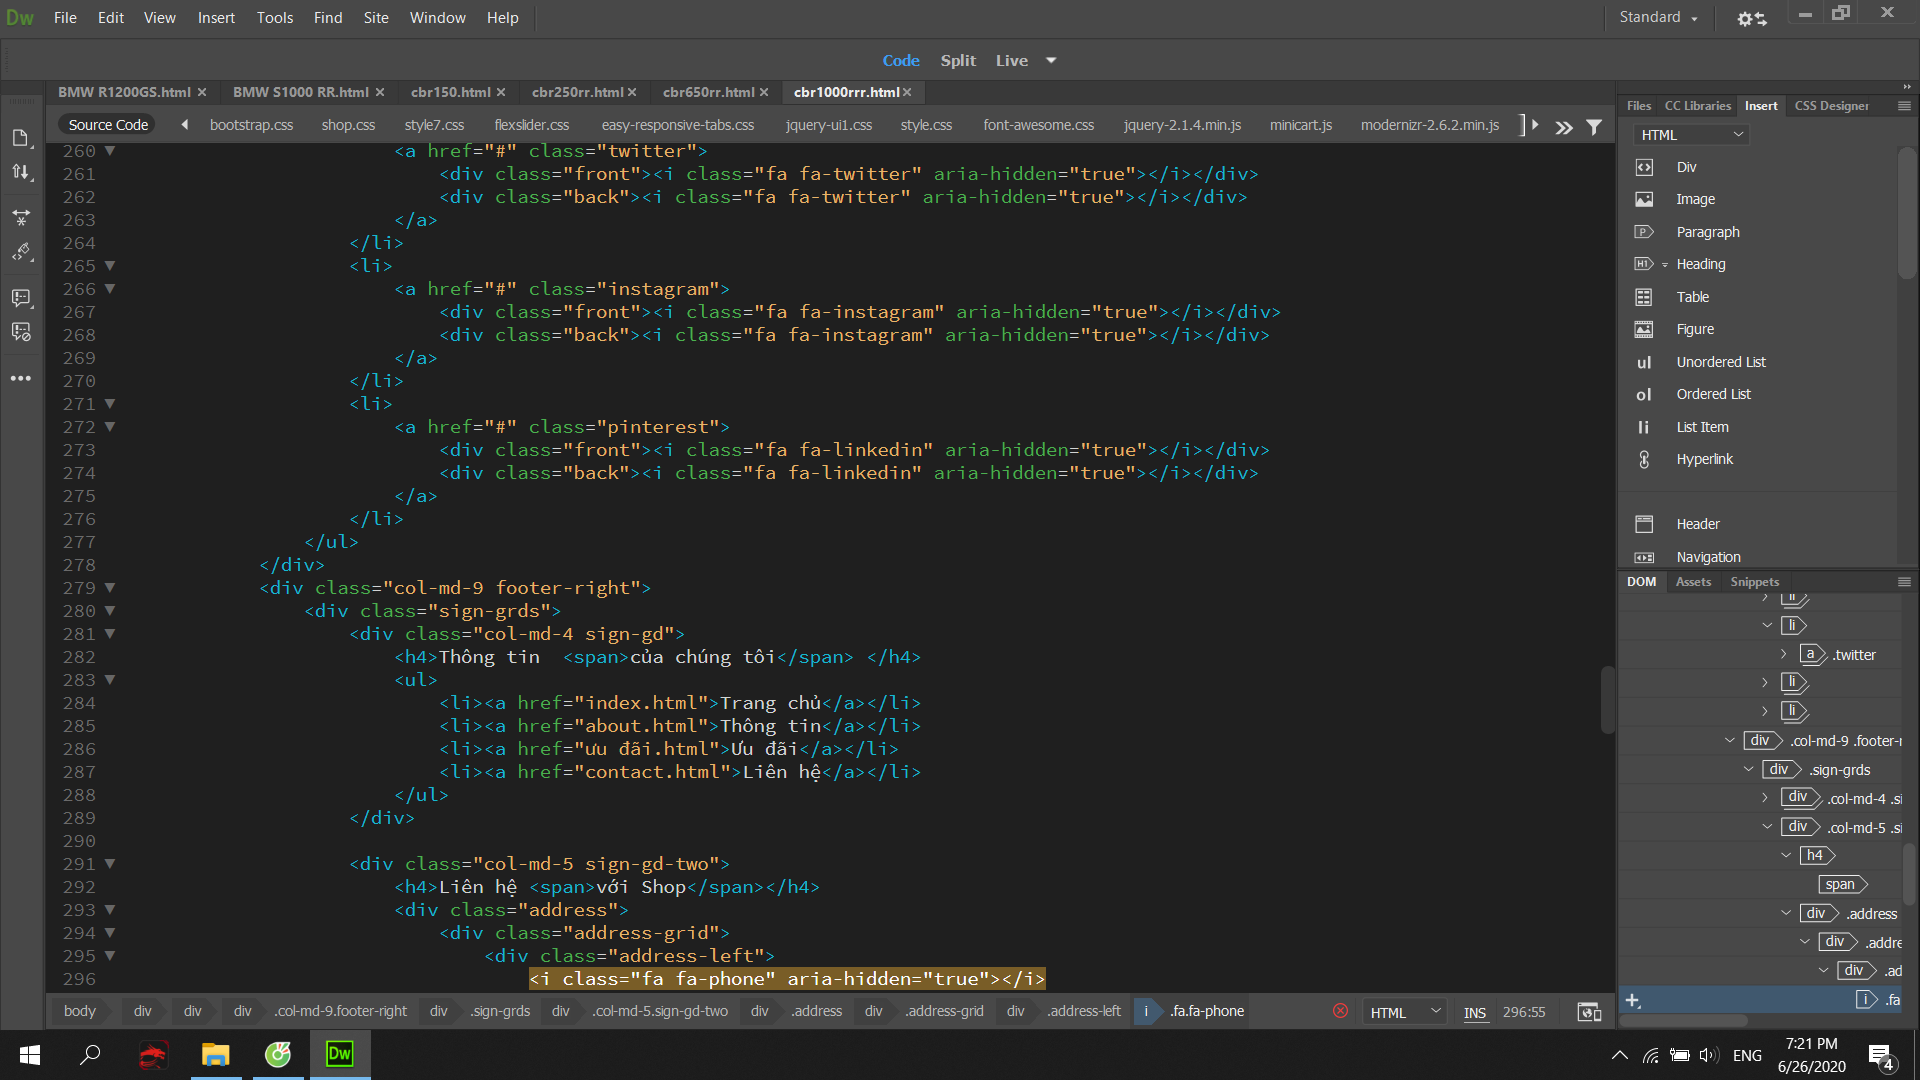 Dw File Edit View Insert Tools Find Site Window Help Standard
Code Split Live
BMW R1200GS.html BMW S1000 RR.html cbr150.html cbr250rr.html cbr650rr.html cbr1000rrr.html
Source Code bootstrap.css shop.css style7.css flexslider.css easy-responsive-tabs.css jquery-ui1.css style.css font-awesome.css jquery-2.1.4.min.js minicart.js modernizr-2.6.2.min.js
260 <a href="#" class="twitter">
261 <div class="front"><i class="fa fa-twitter" aria-hidden="true"></i></div>
262 <div class="back"><i class="fa fa-twitter" aria-hidden="true"></i></div>
263 </a>
264 </li>
265 <li>
266 <a href="#" class="instagram">
267 <div class="front"><i class="fa fa-instagram" aria-hidden="true"></i></div>
268 <div class="back"><i class="fa fa-instagram" aria-hidden="true"></i></div>
269 </a>
270 </li>
271 <li>
272 <a href="#" class="pinterest">
273 <div class="front"><i class="fa fa-linkedin" aria-hidden="true"></i></div>
274 <div class="back"><i class="fa fa-linkedin" aria-hidden="true"></i></div>
275 </a>
276 </li>
277 </ul>
278 </div>
279 <div class="col-md-9 footer-right">
280 <div class="sign-grds">
281 <div class="col-md-4 sign-gd">
282 <h4>Thông tin  <span>của chúng tôi</span> </h4>
283 <ul>
284 <li><a href="index.html">Trang chủ</a></li>
285 <li><a href="about.html">Thông tin</a></li>
286 <li><a href="ưu đãi.html">Ưu đãi</a></li>
287 <li><a href="contact.html">Liên hệ</a></li>
288 </ul>
289 </div>
290
291 <div class="col-md-5 sign-gd-two">
292 <h4>Liên hệ <span>với Shop</span></h4>
293 <div class="address">
294 <div class="address-grid">
295 <div class="address-left">
296 <i class="fa fa-phone" aria-hidden="true"></i>
body div div div .col-md-9.footer-right div .sign-grds div .col-md-5.sign-gd-two div .address div .address-grid div .address-left i .fa.fa-phone HTML INS 296:55
Files CC Libraries Insert CSS Designer
HTML
Div
Image
Paragraph
H1 Heading
Table
Figure
ul Unordered List
ol Ordered List
li List Item
Hyperlink
Header
Navigation
DOM Assets Snippets
li
li
a .twitter
li
li
div .col-md-9 .footer-r
div .sign-grds
div .col-md-4 .si
div .col-md-5 .si
h4
span
div .address
div .addre
div .ad
i .fa
Dw
ENG
7:21 PM
6/26/2020
4